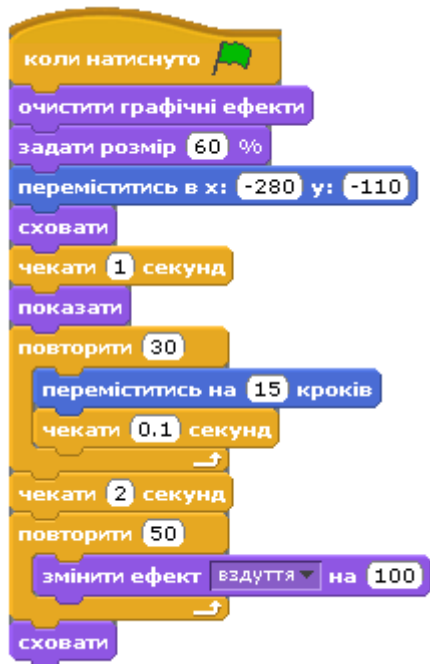 коли натиснуто
очистити графічні ефекти
задати розмір 60 %
переміститись в x: -280 y: -110
сховати
чекати 1 секунд
показати
повторити 30
переміститись на 15 кроків
чекати 0.1 секунд
чекати 2 секунд
повторити 50
змінити ефект вздуття на 100
сховати